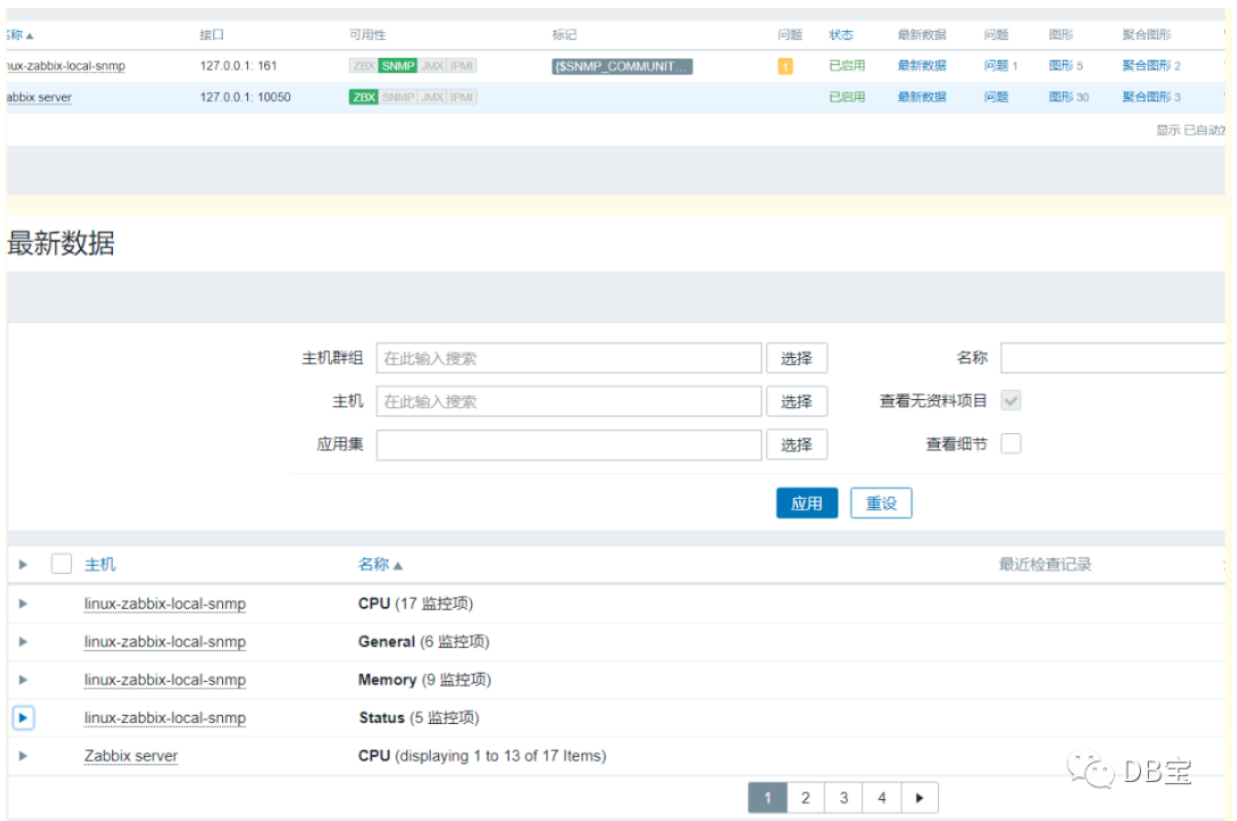 名称▲ 接口 可用性 标记 问题 状态 最新数据 问题 图形 聚合图形
nux-zabbix-local-snmp 127.0.0.1: 161 ZBX SNMP JMX IPMI {$SNMP_COMMUNIT... 1 已启用 最新数据 问题 1 图形 5 聚合图形 2
abbix server 127.0.0.1: 10050 ZBX SNMP JMX IPMI 已启用 最新数据 问题 图形 30 聚合图形 3
显示 已自动发
最新数据
主机群组 在此输入搜索 选择 名称
主机 在此输入搜索 选择 查看无资料项目
应用集 选择 查看细节
应用 重设
主机 名称▲ 最近检查记录
linux-zabbix-local-snmp CPU (17 监控项)
linux-zabbix-local-snmp General (6 监控项)
linux-zabbix-local-snmp Memory (9 监控项)
linux-zabbix-local-snmp Status (5 监控项)
Zabbix server CPU (displaying 1 to 13 of 17 Items)
DB宝
1 2 3 4